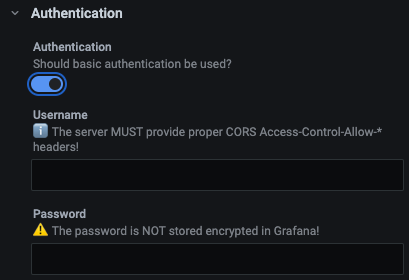 Authentication
Authentication
Should basic authentication be used?
Username
ℹ️ The server MUST provide proper CORS Access-Control-Allow-*
headers!
Password
⚠️ The password is NOT stored encrypted in Grafana!